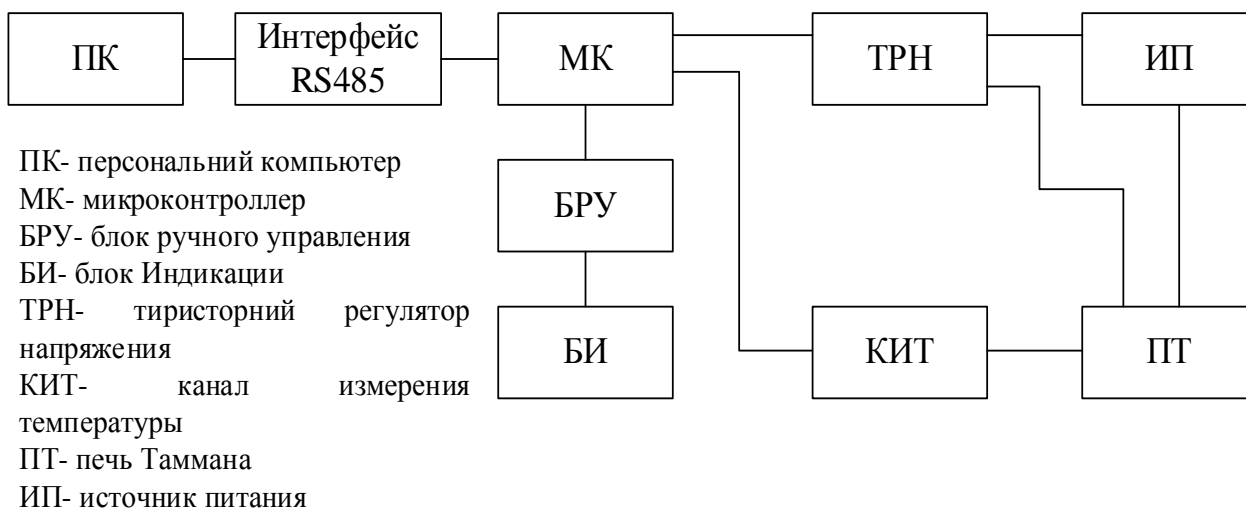 ПК
Интерфейс
RS485
МК
ТРН
ИП
БРУ
БИ
КИТ
ПТ
ПК- персональний компьютер
МК- микроконтроллер
БРУ- блок ручного управления
БИ- блок Индикации
ТРН- тиристорний регулятор
напряжения
КИТ- канал измерения
температуры
ПТ- печь Таммана
ИП- источник питания